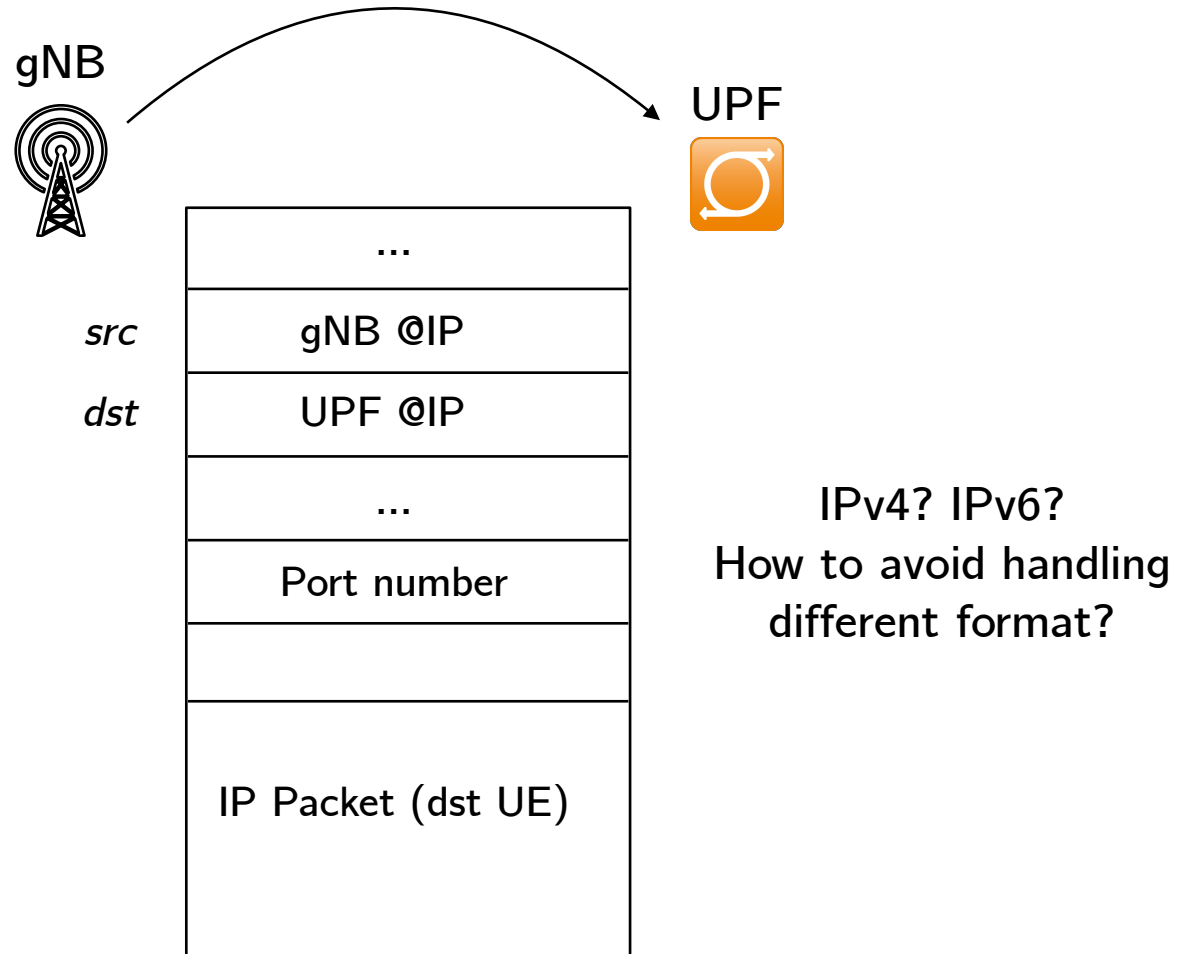 gNB
UPF
...
src
gNB @IP
dst
UPF @IP
...
IPv4? IPv6?
How to avoid handling
different format?
Port number
IP Packet (dst UE)